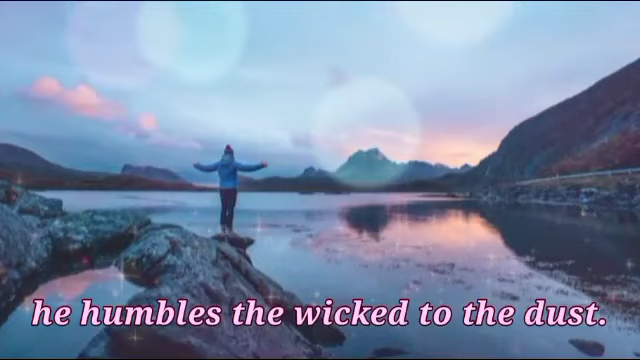 he humbles the wicked to the dust.